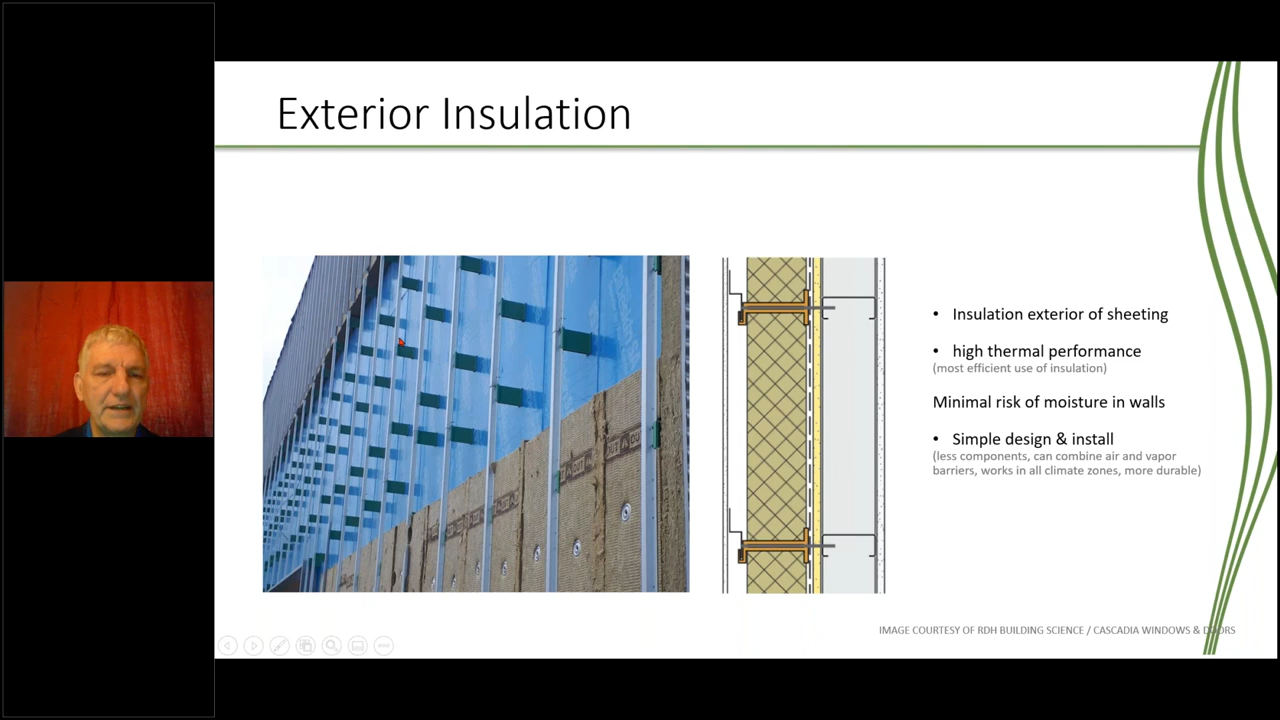 Exterior Insulation
• Insulation exterior of sheeting
• high thermal performance
(most efficient use of insulation)
Minimal risk of moisture in walls
• Simple design & install
(less components, can combine air and vapor
barriers, works in all climate zones, more durable)
IMAGE COURTESY OF RDH BUILDING SCIENCE / CASCADIA WINDOWS & DOORS